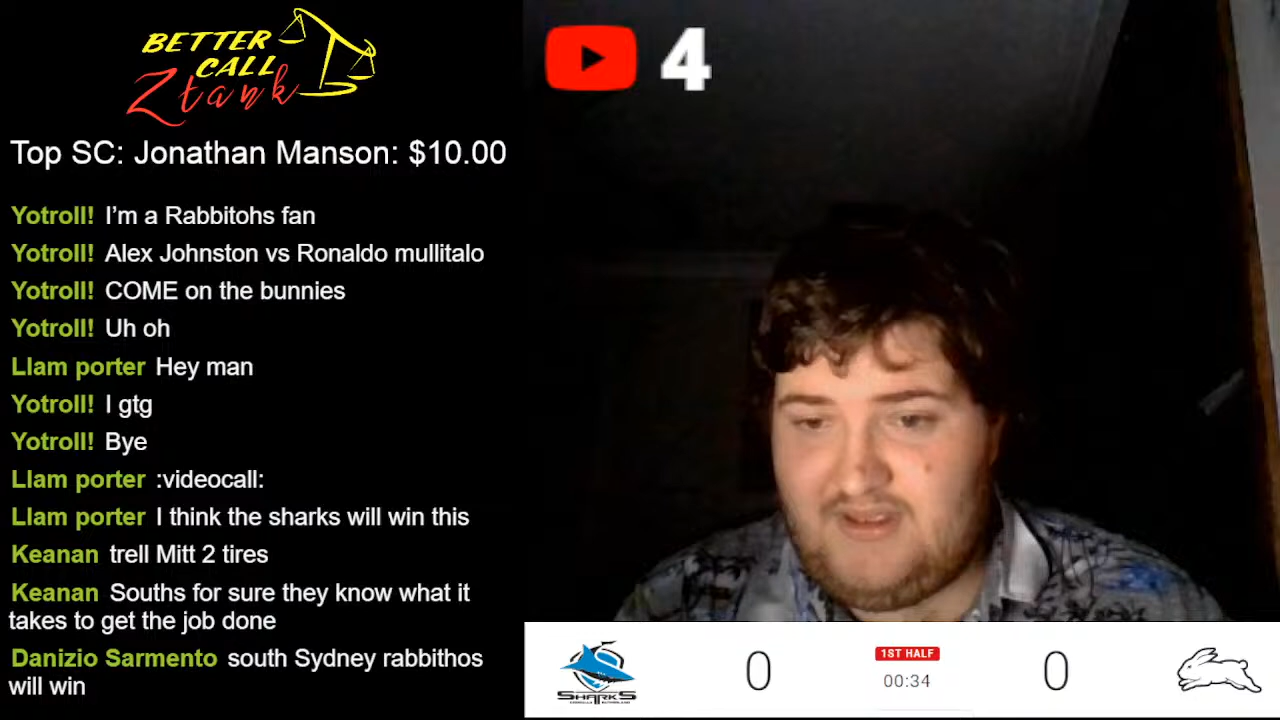 BETTER
CALL
Ztank
4
Top SC: Jonathan Manson: $10.00
Yotroll! I'm a Rabbitohs fan
Yotroll! Alex Johnston vs Ronaldo mullitalo
Yotroll! COME on the bunnies
Yotroll! Uh oh
Llam porter Hey man
Yotroll! I gtg
Yotroll! Bye
Llam porter :videocall:
Llam porter I think the sharks will win this
Keanan trell Mitt 2 tires
Keanan Souths for sure they know what it
takes to get the job done
Danizio Sarmento south Sydney rabbithos
will win
SHARKS
0
1ST HALF
00:34
0